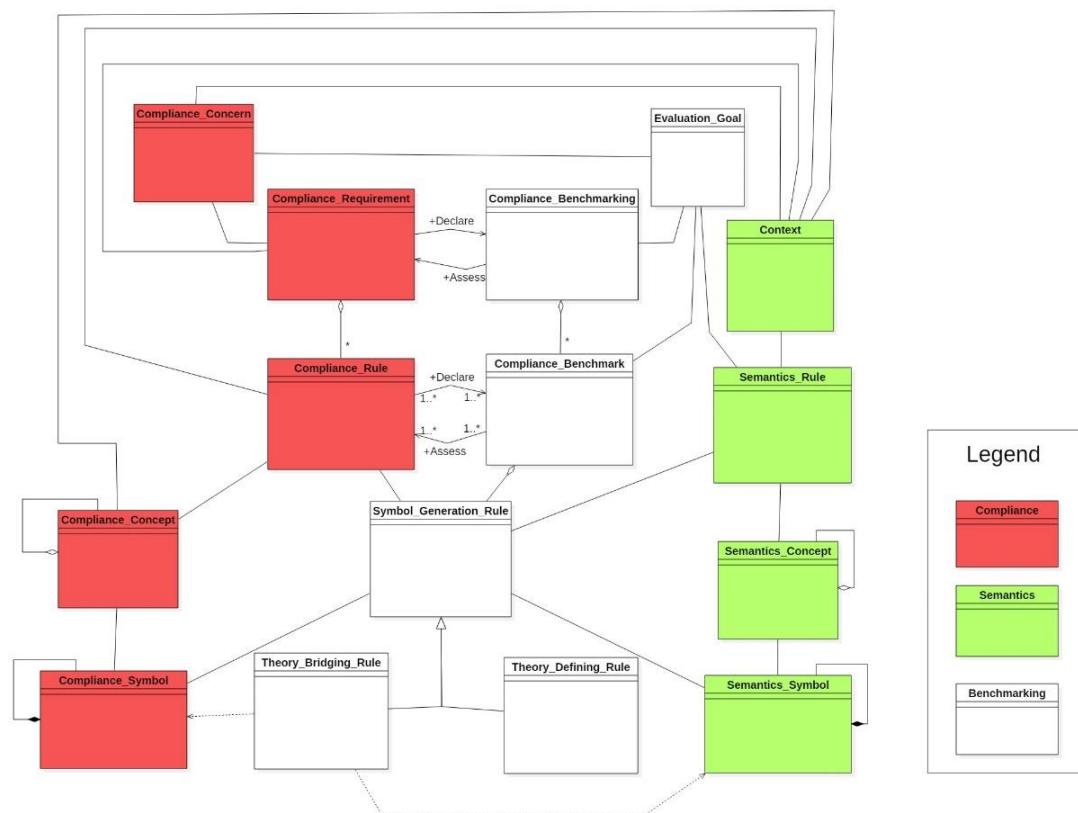 Compliance_Concern
Evaluation_Goal
Compliance_Requirement
Compliance_Benchmarking
+Declare
Context
+Assess
*
*
Compliance_Rule
Compliance_Benchmark
Semantics_Rule
+Declare
1..*
1..*
1..*
1..*
+Assess
Legend
Symbol_Generation_Rule
Compliance_Concept
Compliance
Semantics_Concept
Semantics
Theory_Bridging_Rule
Theory_Defining_Rule
Compliance_Symbol
Semantics_Symbol
Benchmarking